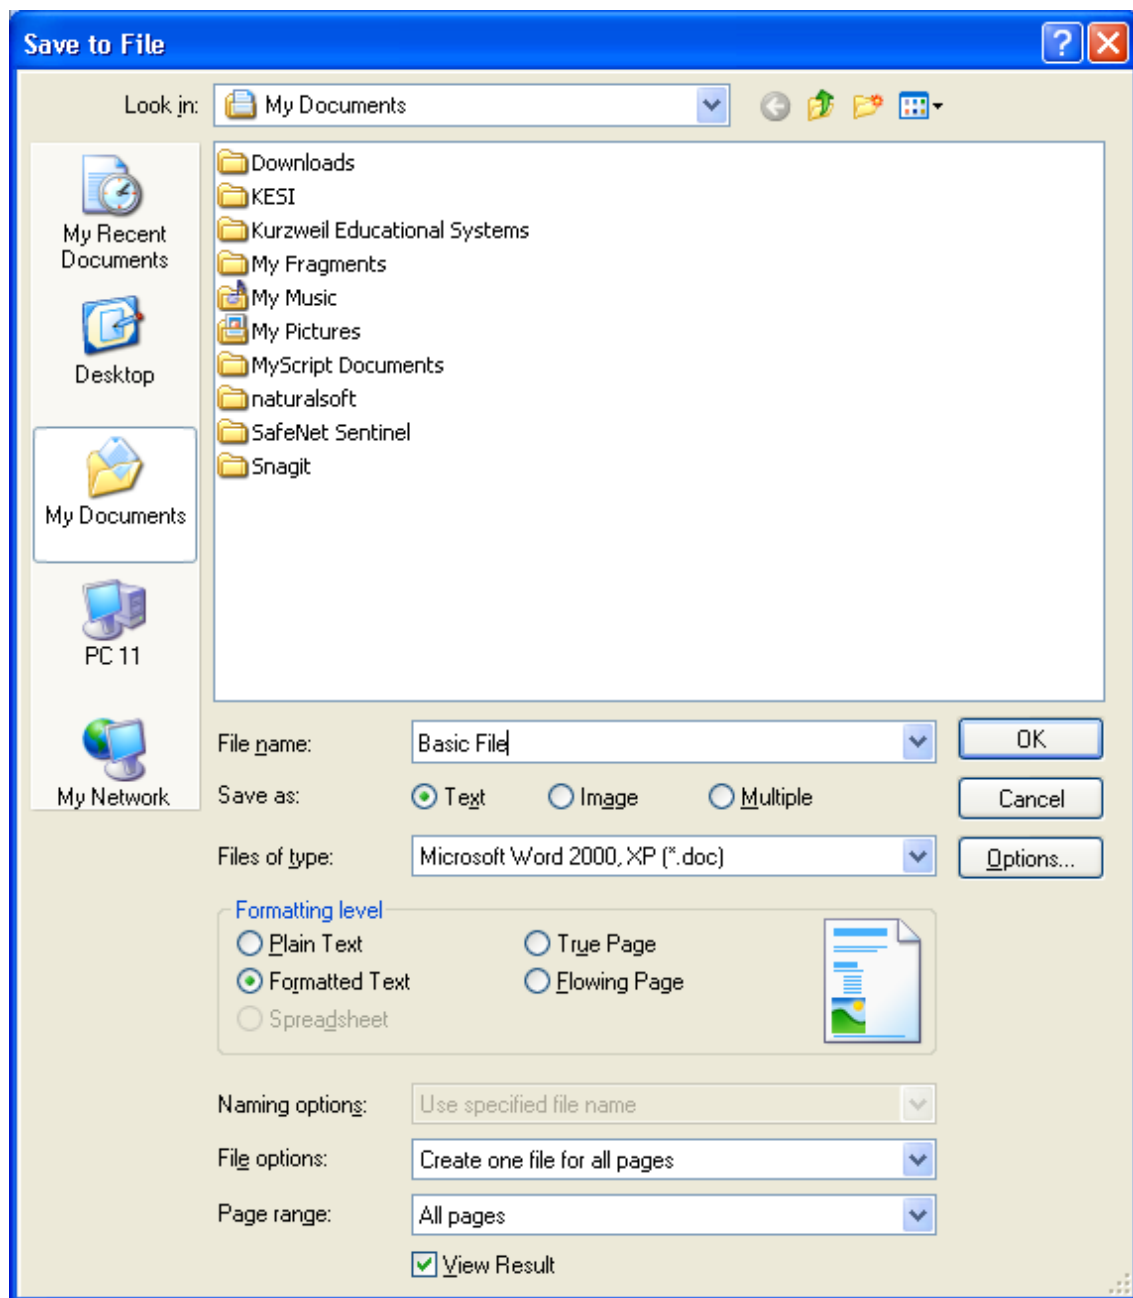 Save to File
Look in: My Documents
My Recent
Documents
Desktop
My Documents
PC 11
My Network
Downloads
KESI
Kurzweil Educational Systems
My Fragments
My Music
My Pictures
MyScript Documents
naturalsoft
SafeNet Sentinel
Snagit
File name: Basic File OK
Save as: Text Image Multiple Cancel
Files of type: Microsoft Word 2000, XP (*.doc) Options...
Formatting level
Plain Text True Page
Formatted Text Flowing Page
Spreadsheet
Naming options: Use specified file name
File options: Create one file for all pages
Page range: All pages
View Result